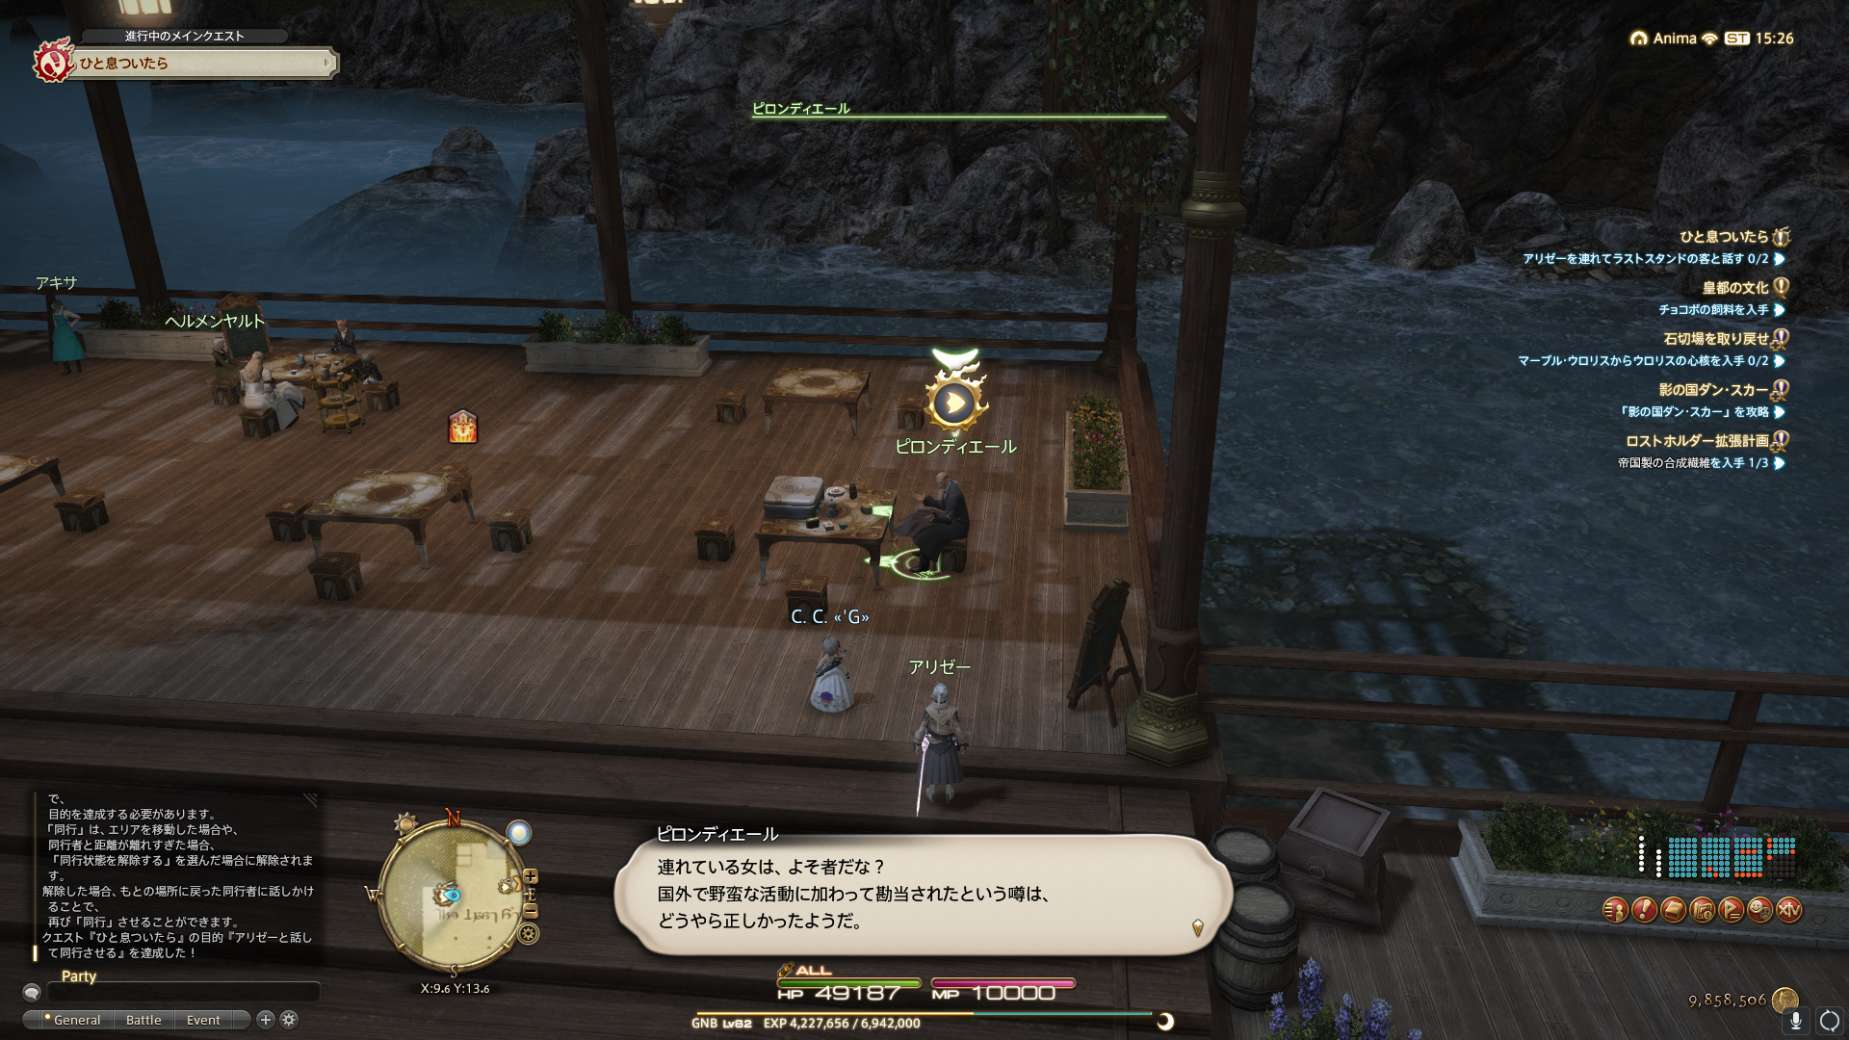 進行中のメインクエスト
ひと息ついたら
Anima ST 15:26
ピロンディエール
ひと息ついたら
アリゼーを連れてラストスタンドの客と話す 0/2
皇都の文化
チョコボの飼料を入手
石切場を取り戻せ
マーブル・ウロリスからウロリスの心核を入手 0/2
影の国ダン・スカー
「影の国ダン・スカー」を攻略
ロストホルダー拡張計画
帝国製の合成繊維を入手 1/3
アキサ
ヘルメンヤルト
ピロンディエール
C. C. «'G»
アリゼー
で、
目的を達成する必要があります。
「同行」は、エリアを移動した場合や、
同行者と距離が離れすぎた場合、
「同行状態を解除する」を選んだ場合に解除されま
す。
解除した場合、もとの場所に戻った同行者に話しかけ
ることで、
再び「同行」させることができます。
クエスト『ひと息ついたら』の目的『アリゼーと話し
て同行させる』を達成した！
Party
General Battle Event
N
W
E
S
X:9.6 Y:13.6
ピロンディエール
連れている女は、よそ者だな？
国外で野蛮な活動に加わって勘当されたという噂は、
どうやら正しかったようだ。
ALL
HP 49187 MP 10000
GNB Lv82 EXP 4,227,656 / 6,942,000
XIV
9,858,506